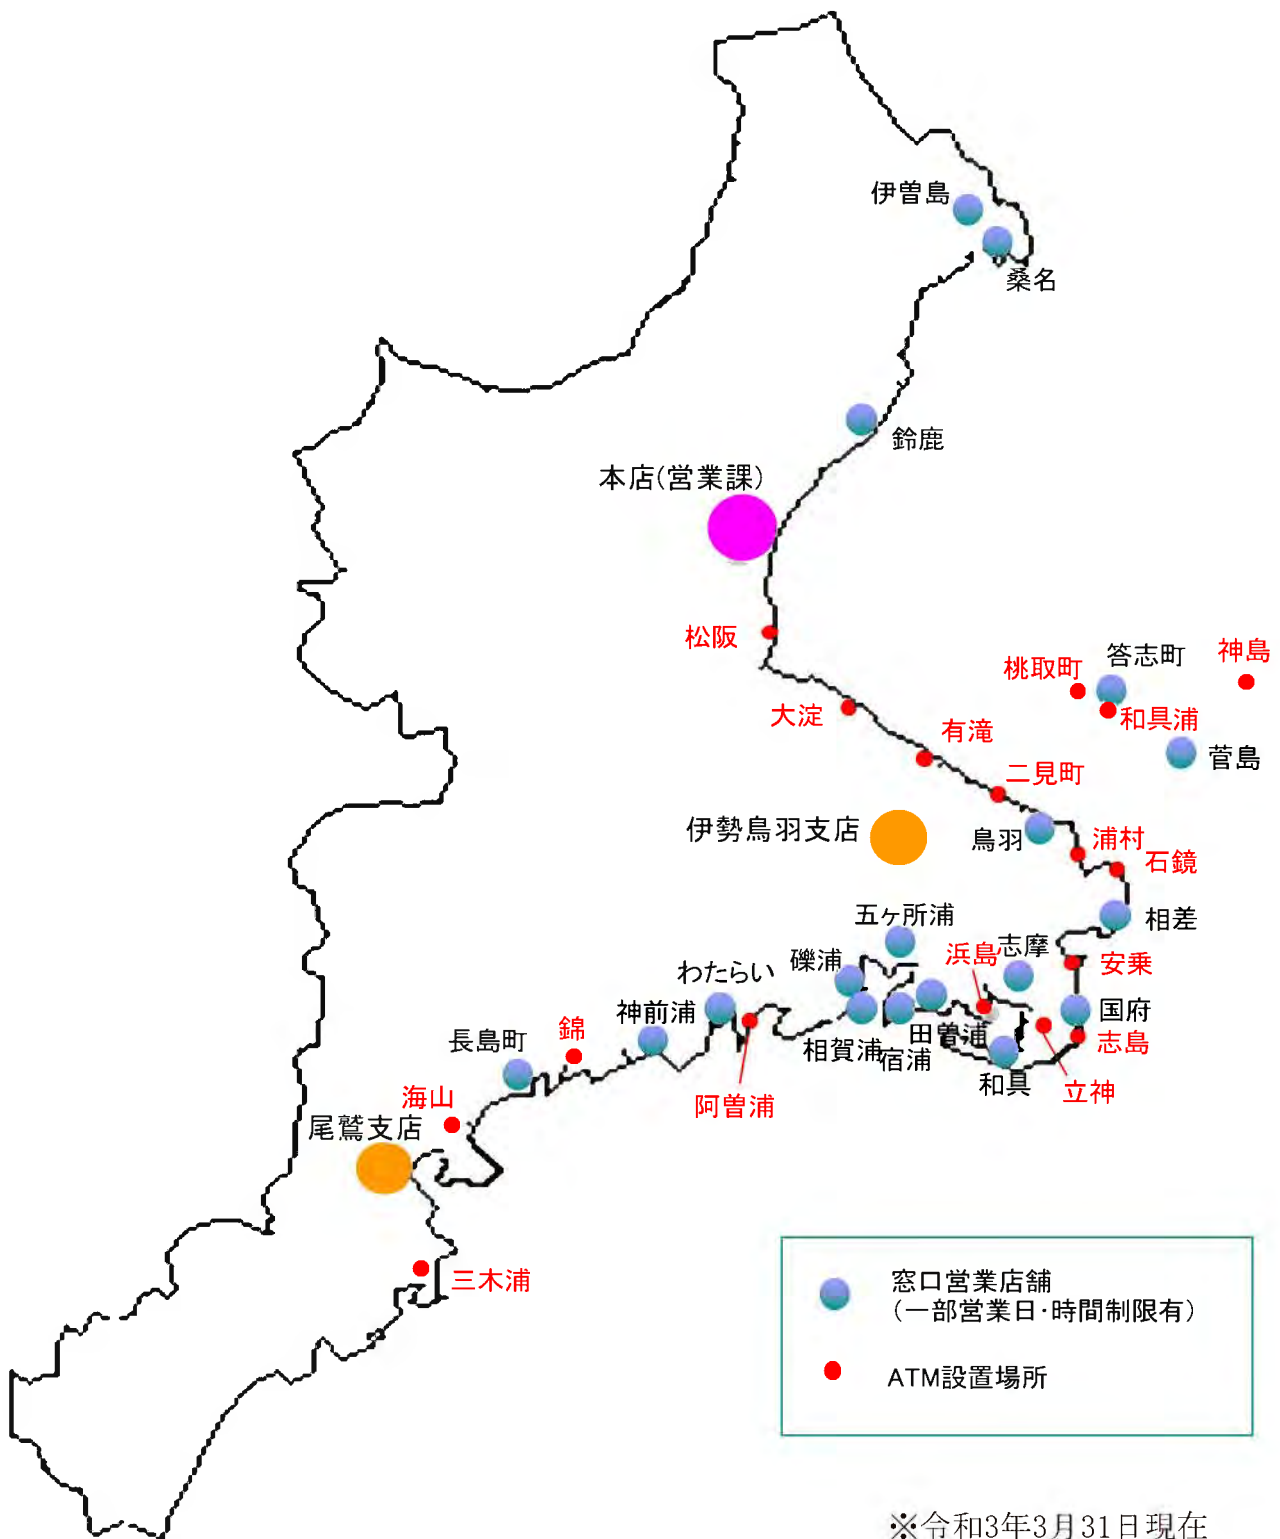 伊曽島
桑名
鈴鹿
本店(営業課)
松阪
答志町
神島
桃取町
和具浦
大淀
有滝
菅島
二見町
伊勢鳥羽支店
鳥羽
浦村
石鏡
五ヶ所浦
相差
志摩
礫浦
浜島
安乗
わたらい
国府
神前浦
長島町
錦
相賀浦
宿浦
田曽浦
志島
和具
立神
海山
阿曽浦
尾鷲支店
三木浦
窓口営業店舗
(一部営業日・時間制限有)
ATM設置場所
※令和3年3月31日現在